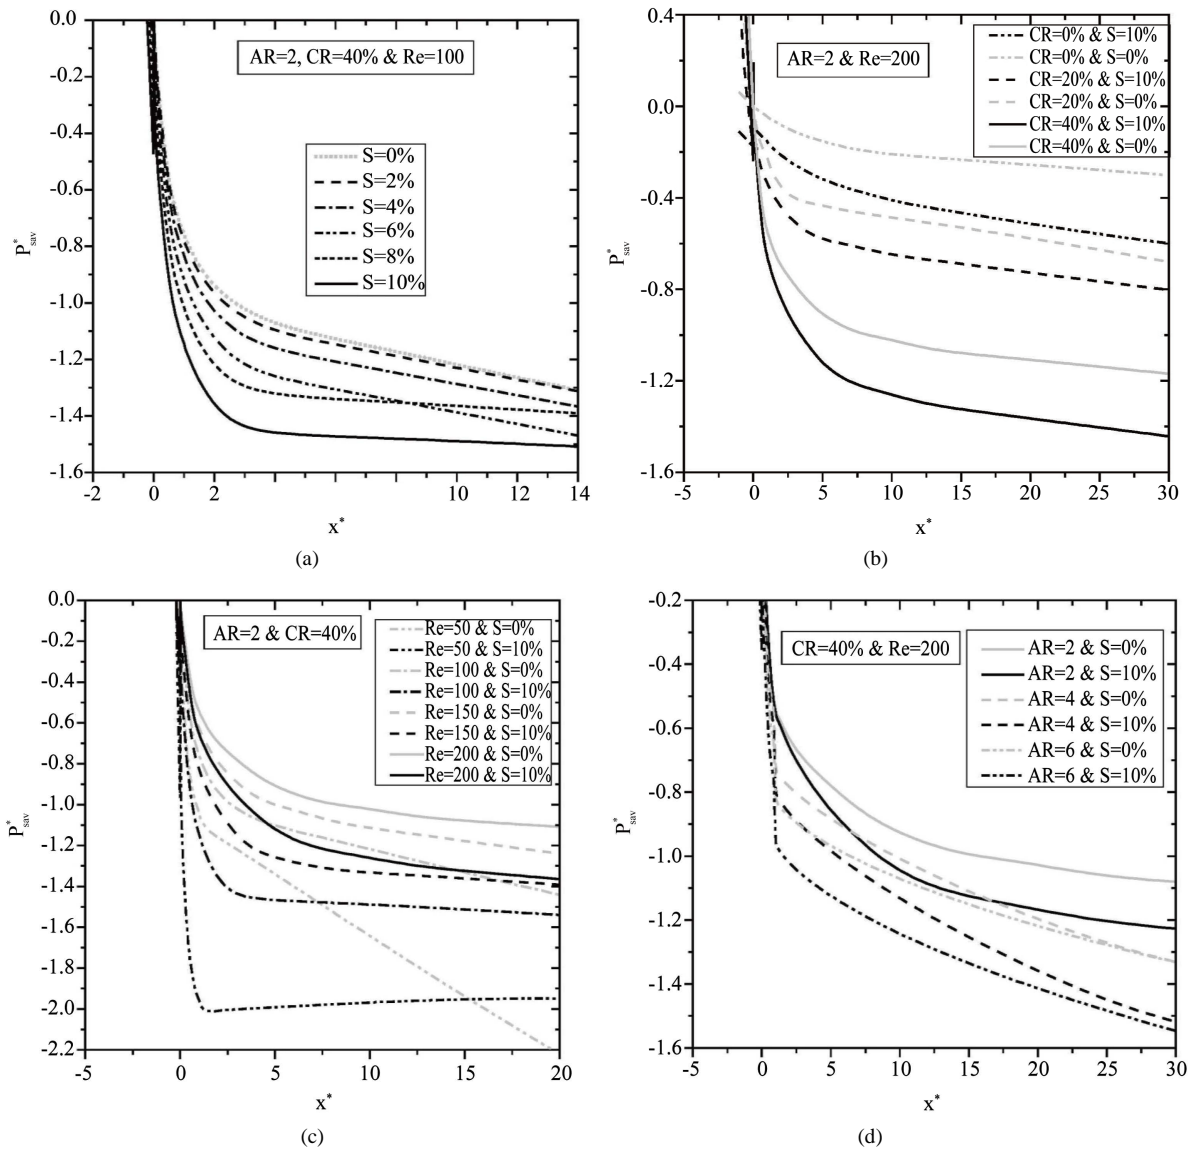 0.0
-0.2
-0.4
-0.6
-0.8
-1.0
-1.2
-1.4
-1.6
P*sav
AR=2, CR=40% & Re=100
S=0%
S=2%
S=4%
S=6%
S=8%
S=10%
-2 0 2 10 12 14
x*
(a)
0.4
0.0
-0.4
-0.8
-1.2
-1.6
P*sav
AR=2 & Re=200
CR=0% & S=10%
CR=0% & S=0%
CR=20% & S=10%
CR=20% & S=0%
CR=40% & S=10%
CR=40% & S=0%
-5 0 5 10 15 20 25 30
x*
(b)
0.0
-0.2
-0.4
-0.6
-0.8
-1.0
-1.2
-1.4
-1.6
-1.8
-2.0
-2.2
P*sav
AR=2 & CR=40%
Re=50 & S=0%
Re=50 & S=10%
Re=100 & S=0%
Re=100 & S=10%
Re=150 & S=0%
Re=150 & S=10%
Re=200 & S=0%
Re=200 & S=10%
-5 0 5 10 15 20
x*
(c)
-0.2
-0.4
-0.6
-0.8
-1.0
-1.2
-1.4
-1.6
P*sav
CR=40% & Re=200
AR=2 & S=0%
AR=2 & S=10%
AR=4 & S=0%
AR=4 & S=10%
AR=6 & S=0%
AR=6 & S=10%
-5 0 5 10 15 20 25 30
x*
(d)